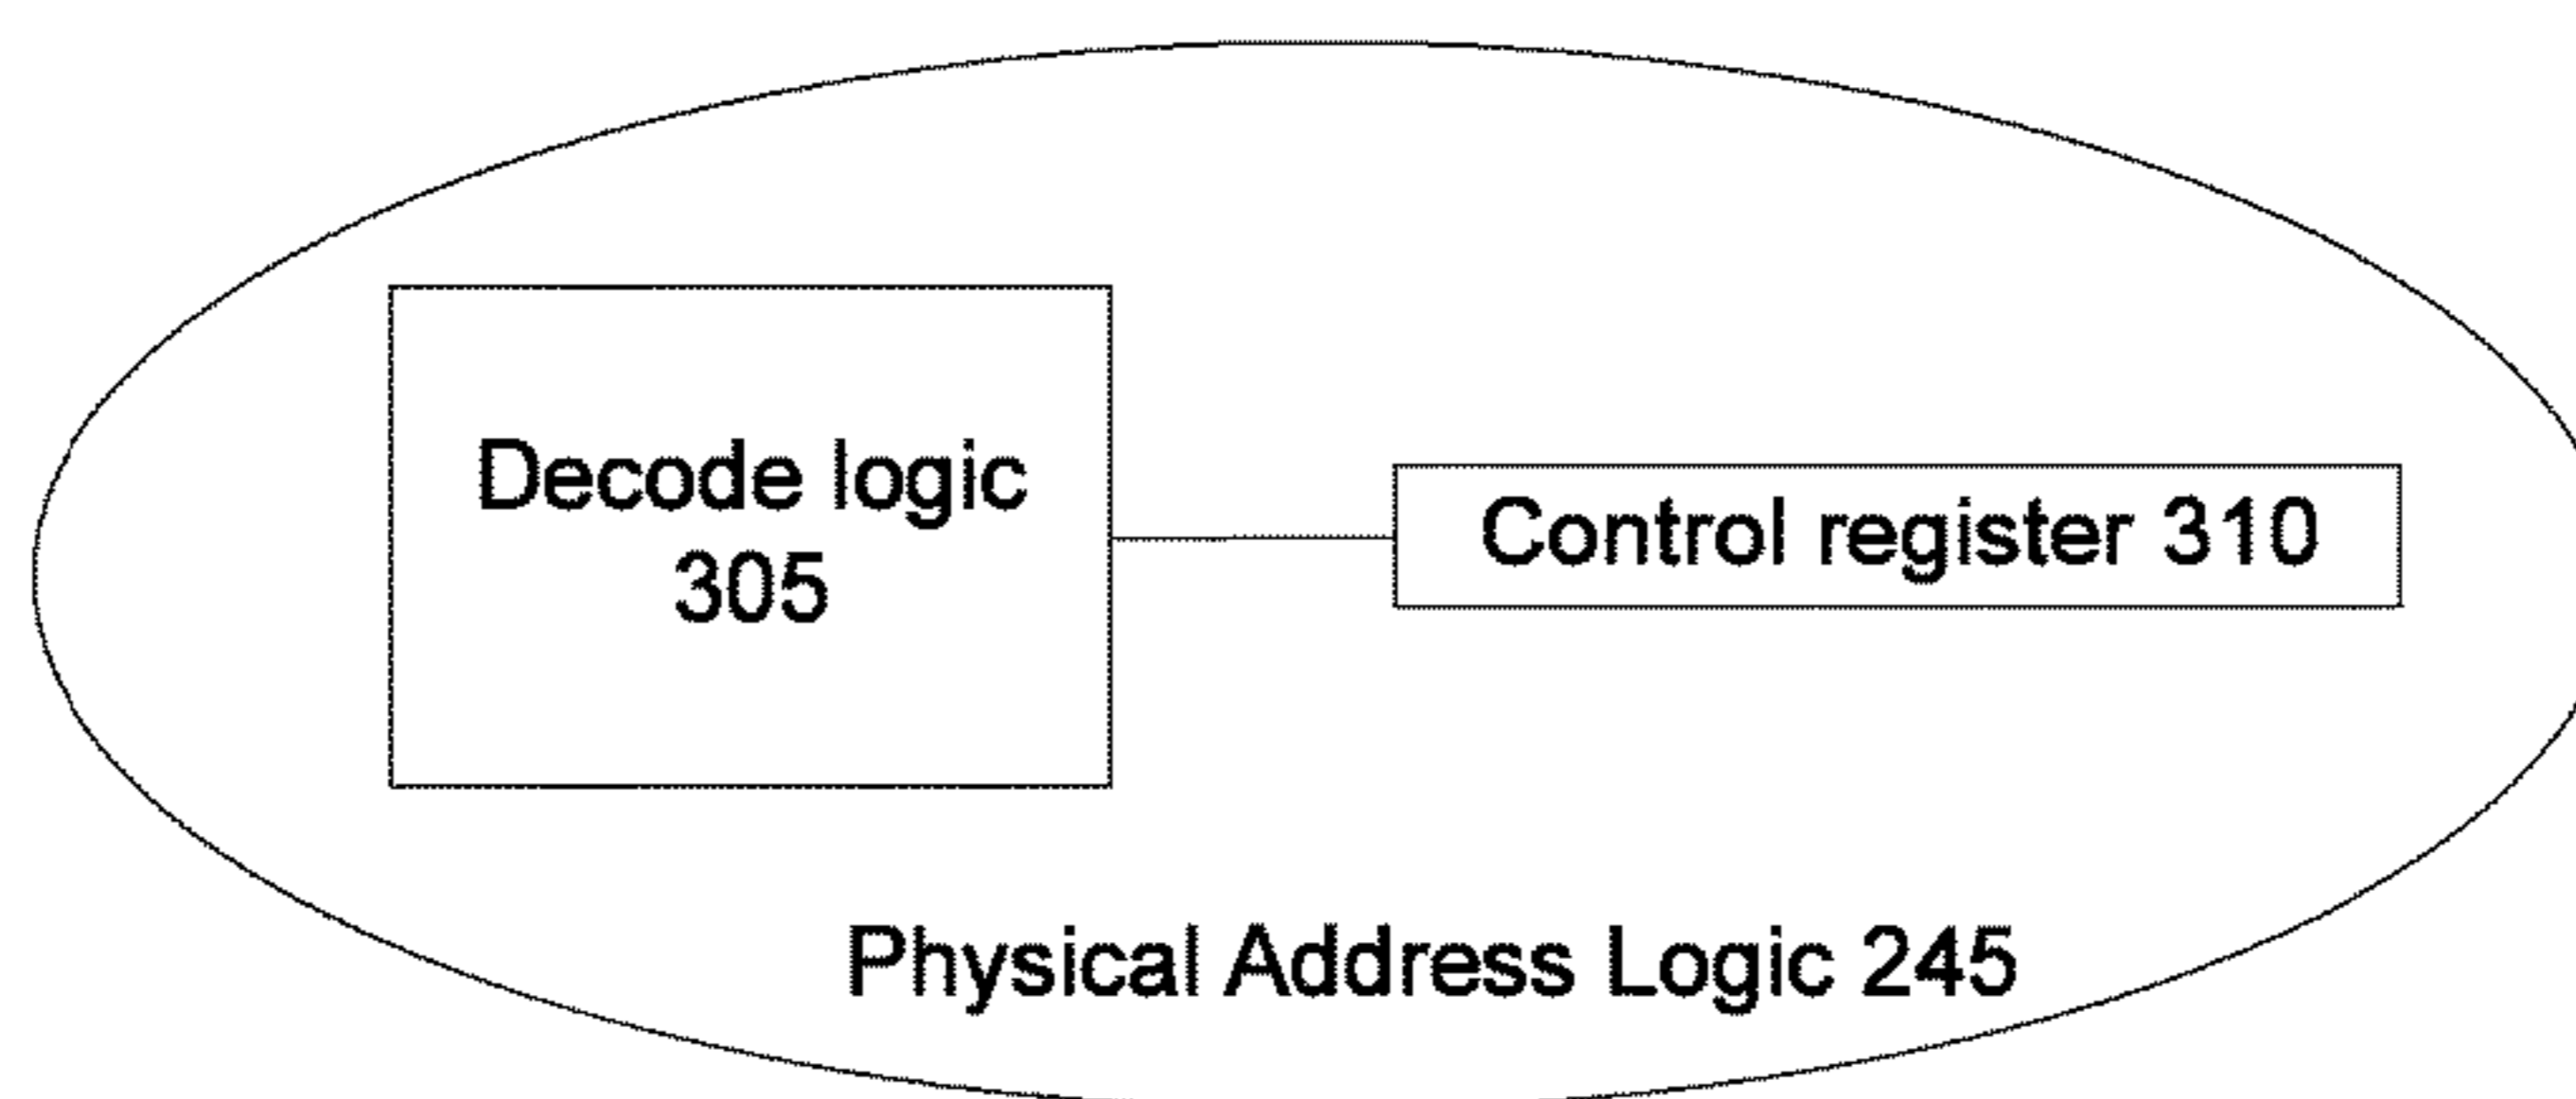 Decode logic
305
Control register 310
Physical Address Logic 245